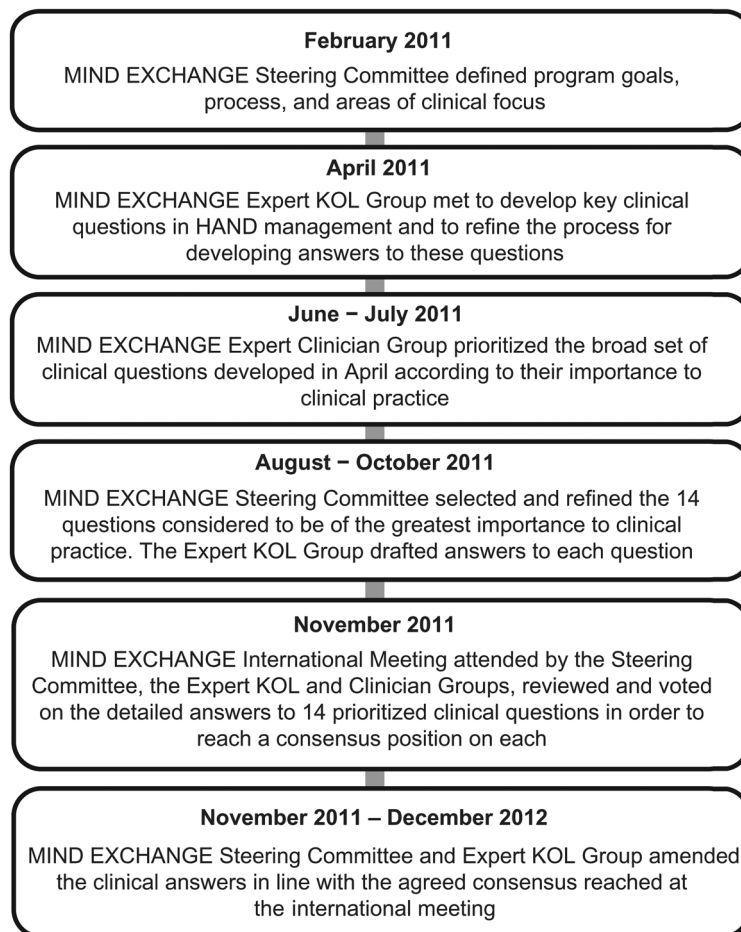 February 2011
MIND EXCHANGE Steering Committee defined program goals,
process, and areas of clinical focus
April 2011
MIND EXCHANGE Expert KOL Group met to develop key clinical
questions in HAND management and to refine the process for
developing answers to these questions
June − July 2011
MIND EXCHANGE Expert Clinician Group prioritized the broad set of
clinical questions developed in April according to their importance to
clinical practice
August − October 2011
MIND EXCHANGE Steering Committee selected and refined the 14
questions considered to be of the greatest importance to clinical
practice. The Expert KOL Group drafted answers to each question
November 2011
MIND EXCHANGE International Meeting attended by the Steering
Committee, the Expert KOL and Clinician Groups, reviewed and voted
on the detailed answers to 14 prioritized clinical questions in order to
reach a consensus position on each
November 2011 – December 2012
MIND EXCHANGE Steering Committee and Expert KOL Group amended
the clinical answers in line with the agreed consensus reached at
the international meeting